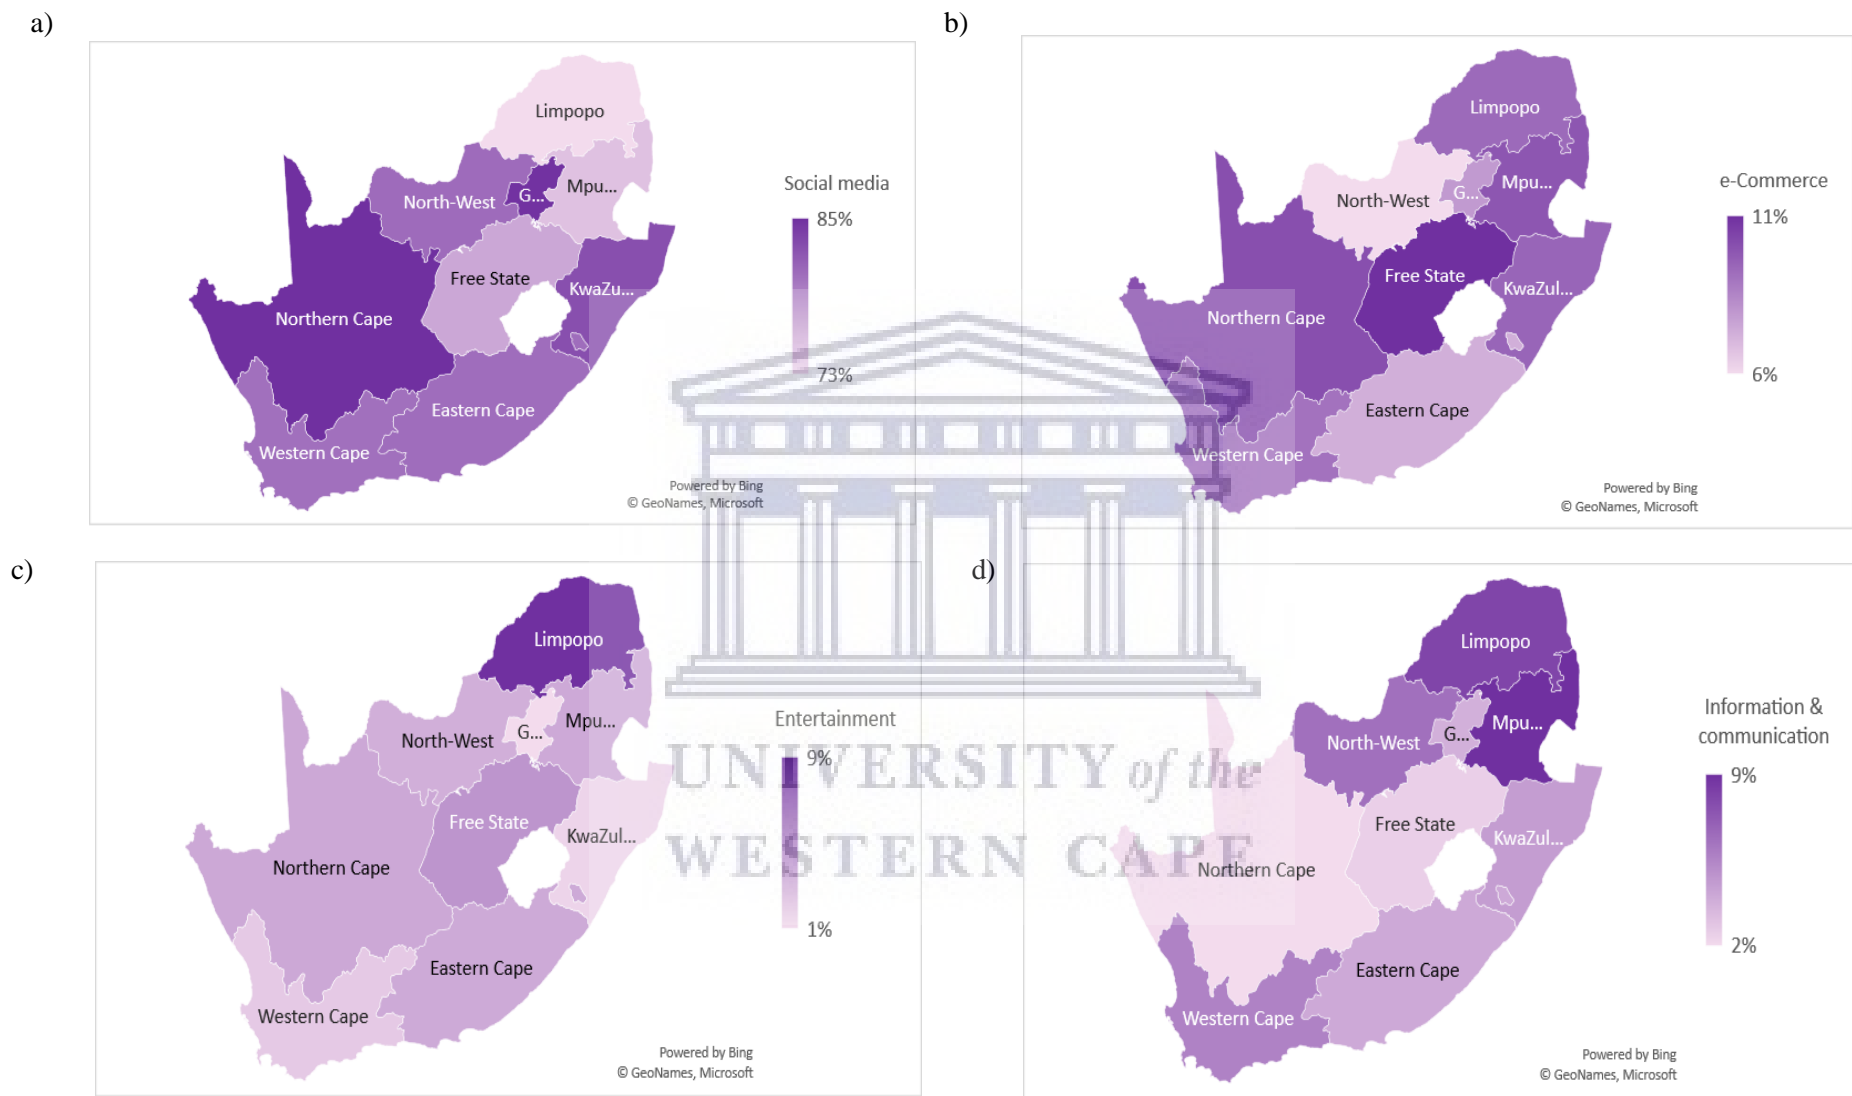 a)
Limpopo
North-West
G...
Mpu...
Free State
KwaZu...
Northern Cape
Eastern Cape
Western Cape
Social media
85%
73%
Powered by Bing
© GeoNames, Microsoft
b)
Limpopo
North-West
G...
Mpu...
Free State
KwaZul...
Northern Cape
Eastern Cape
Western Cape
e-Commerce
11%
6%
Powered by Bing
© GeoNames, Microsoft
c)
Limpopo
North-West
G...
Mpu...
Free State
KwaZul...
Northern Cape
Eastern Cape
Western Cape
Entertainment
9%
1%
Powered by Bing
© GeoNames, Microsoft
d)
Limpopo
North-West
G...
Mpu...
Free State
KwaZul...
Northern Cape
Eastern Cape
Western Cape
Information &
communication
9%
2%
Powered by Bing
© GeoNames, Microsoft
UNIVERSITY of the
WESTERN CAPE